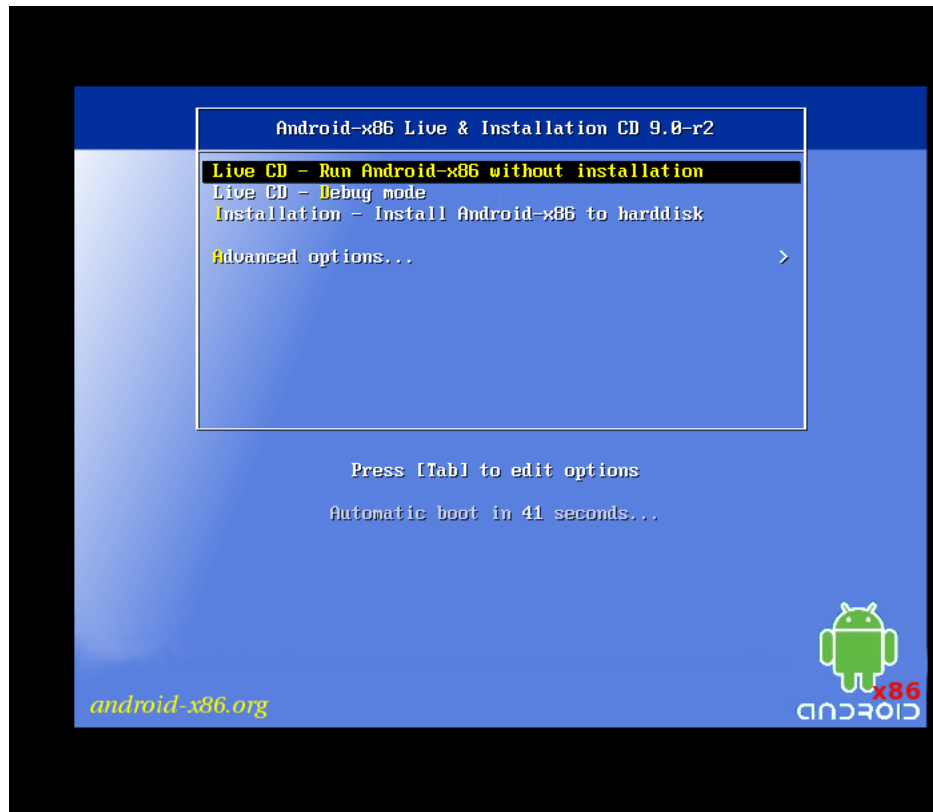 Android-x86 Live & Installation CD 9.0-r2
Live CD - Run Android-x86 without installation
Live CD - Debug mode
Installation - Install Android-x86 to harddisk
Advanced options... >
Press [Tab] to edit options
Automatic boot in 41 seconds...
android-x86.org
x86
ANDROID